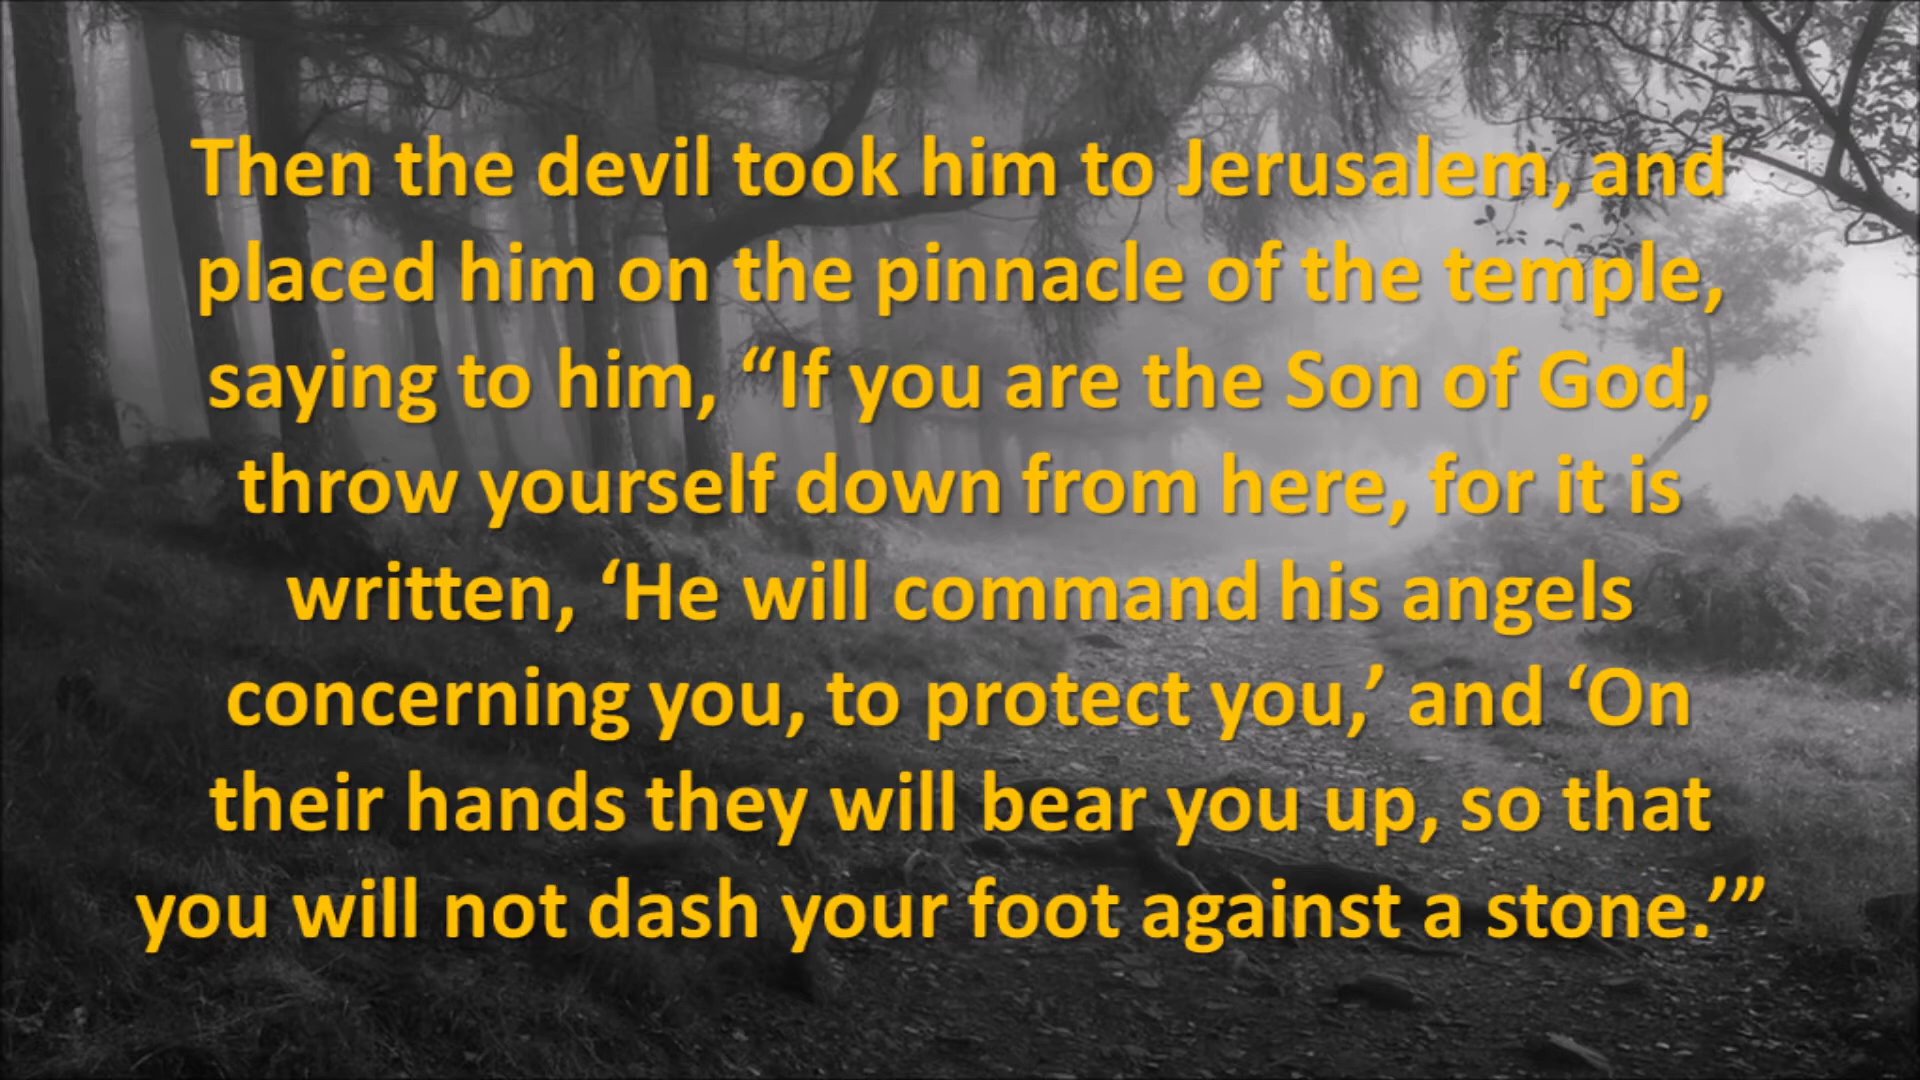 Then the devil took him to Jerusalem, and
placed him on the pinnacle of the temple,
saying to him, “If you are the Son of God,
throw yourself down from here, for it is
written, ‘He will command his angels
concerning you, to protect you,’ and ‘On
their hands they will bear you up, so that
you will not dash your foot against a stone.’”